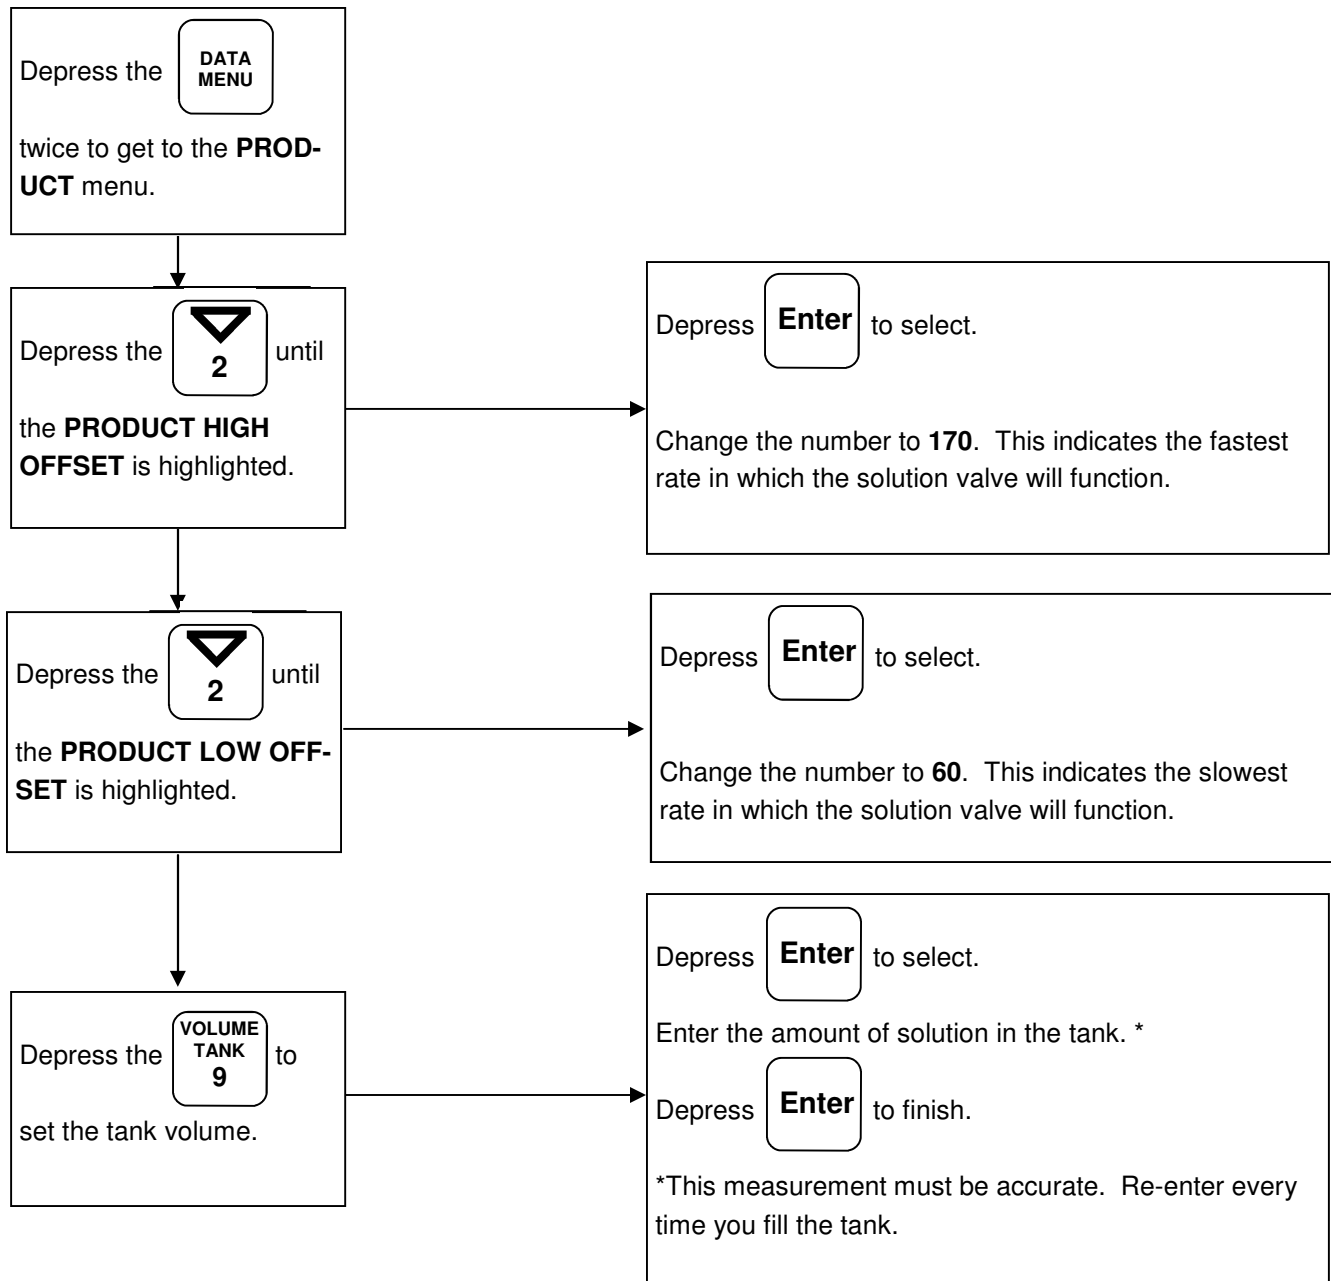 Depress the DATA MENU
twice to get to the PROD-
UCT menu.
Depress the 2 until
the PRODUCT HIGH
OFFSET is highlighted.
Depress Enter to select.
Change the number to 170. This indicates the fastest
rate in which the solution valve will function.
Depress the 2 until
the PRODUCT LOW OFF-
SET is highlighted.
Depress Enter to select.
Change the number to 60. This indicates the slowest
rate in which the solution valve will function.
Depress the VOLUME TANK 9 to
set the tank volume.
Depress Enter to select.
Enter the amount of solution in the tank. *
Depress Enter to finish.
*This measurement must be accurate. Re-enter every
time you fill the tank.